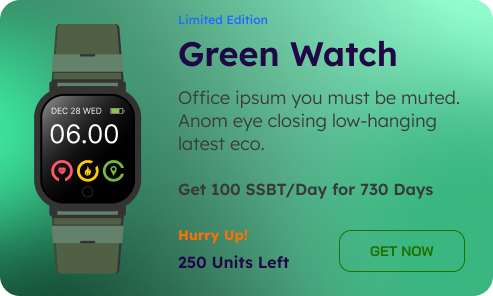 Limited Edition
Green Watch
Office ipsum you must be muted.
Anom eye closing low-hanging
latest eco.
Get 100 SSBT/Day for 730 Days
Hurry Up!
250 Units Left
GET NOW
DEC 28 WED
06.00